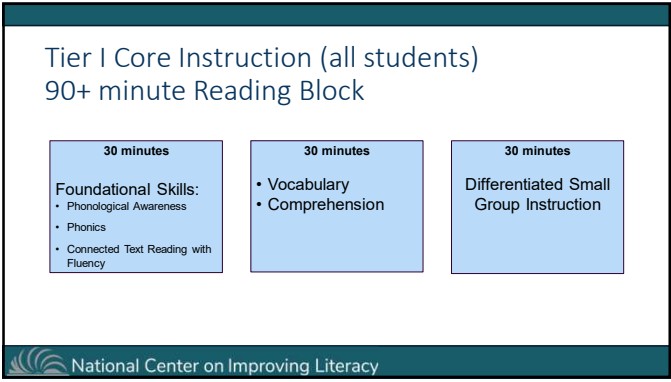 Tier I Core Instruction (all students)
90+ minute Reading Block
30 minutes
Foundational Skills:
• Phonological Awareness
• Phonics
• Connected Text Reading with
Fluency
30 minutes
• Vocabulary
• Comprehension
30 minutes
Differentiated Small
Group Instruction
National Center on Improving Literacy